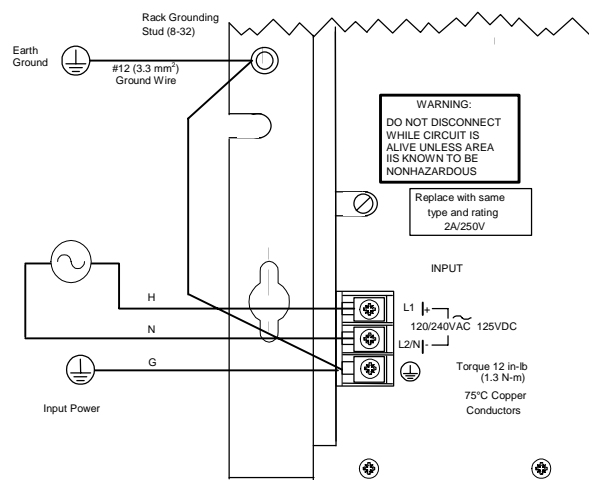 Rack Grounding
Stud (8-32)
Earth
Ground
#12 (3.3 mm²)
Ground Wire
WARNING:
DO NOT DISCONNECT
WHILE CIRCUIT IS
ALIVE UNLESS AREA
IIS KNOWN TO BE
NONHAZARDOUS
Replace with same
type and rating
2A/250V
INPUT
H
L1 +
120/240VAC 125VDC
N
L2/N -
G
Torque 12 in-lb
(1.3 N-m)
75°C Copper
Conductors
Input Power